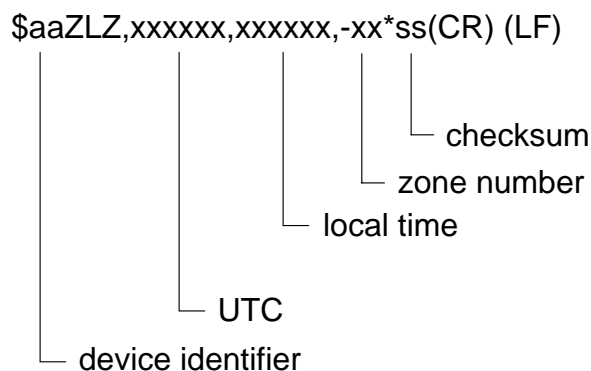 $aaZLZ,xxxxxx,xxxxxx,-xx*ss(CR) (LF)
checksum
zone number
local time
UTC
device identifier